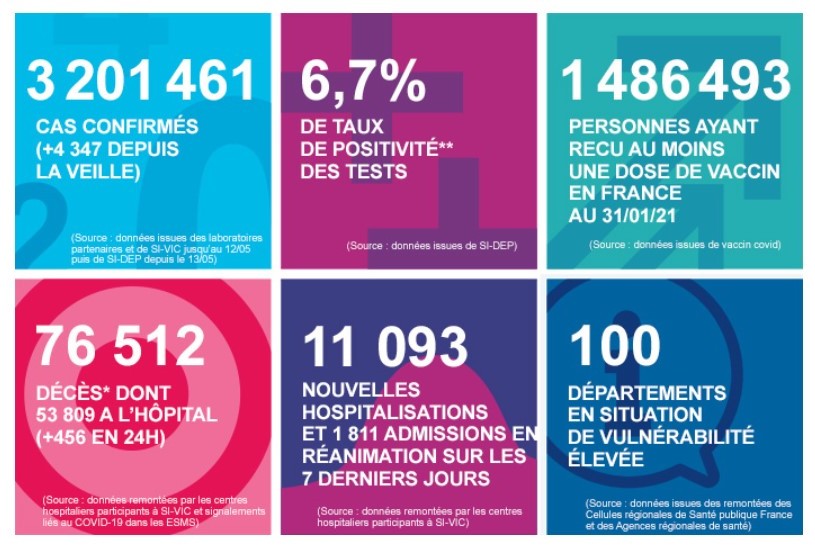 3 201 461
CAS CONFIRMÉS
(+4 347 DEPUIS
LA VEILLE)
(Source : données issues des laboratoires
partenaires et de SI-VIC jusqu'au 12/05
puis de SI-DEP depuis le 13/05)
6,7%
DE TAUX
DE POSITIVITÉ**
DES TESTS
(Source : données issues de SI-DEP)
1 486 493
PERSONNES AYANT
RECU AU MOINS
UNE DOSE DE VACCIN
EN FRANCE
AU 31/01/21
(Source : données issues de vaccin covid)
76 512
DÉCÈS* DONT
53 809 A L'HÔPITAL
(+456 EN 24H)
(Source : données remontées par les centres
hospitaliers participants à SI-VIC et signalements
liés au COVID-19 dans les ESMS)
11 093
NOUVELLES
HOSPITALISATIONS
ET 1 811 ADMISSIONS EN
RÉANIMATION SUR LES
7 DERNIERS JOURS
(Source : données remontées par les centres
hospitaliers participants à SI-VIC)
100
DÉPARTEMENTS
EN SITUATION
DE VULNÉRABILITÉ
ÉLEVÉE
(Source : données issues des remontées des
Cellules régionales de Santé publique France
et des Agences régionales de santé)